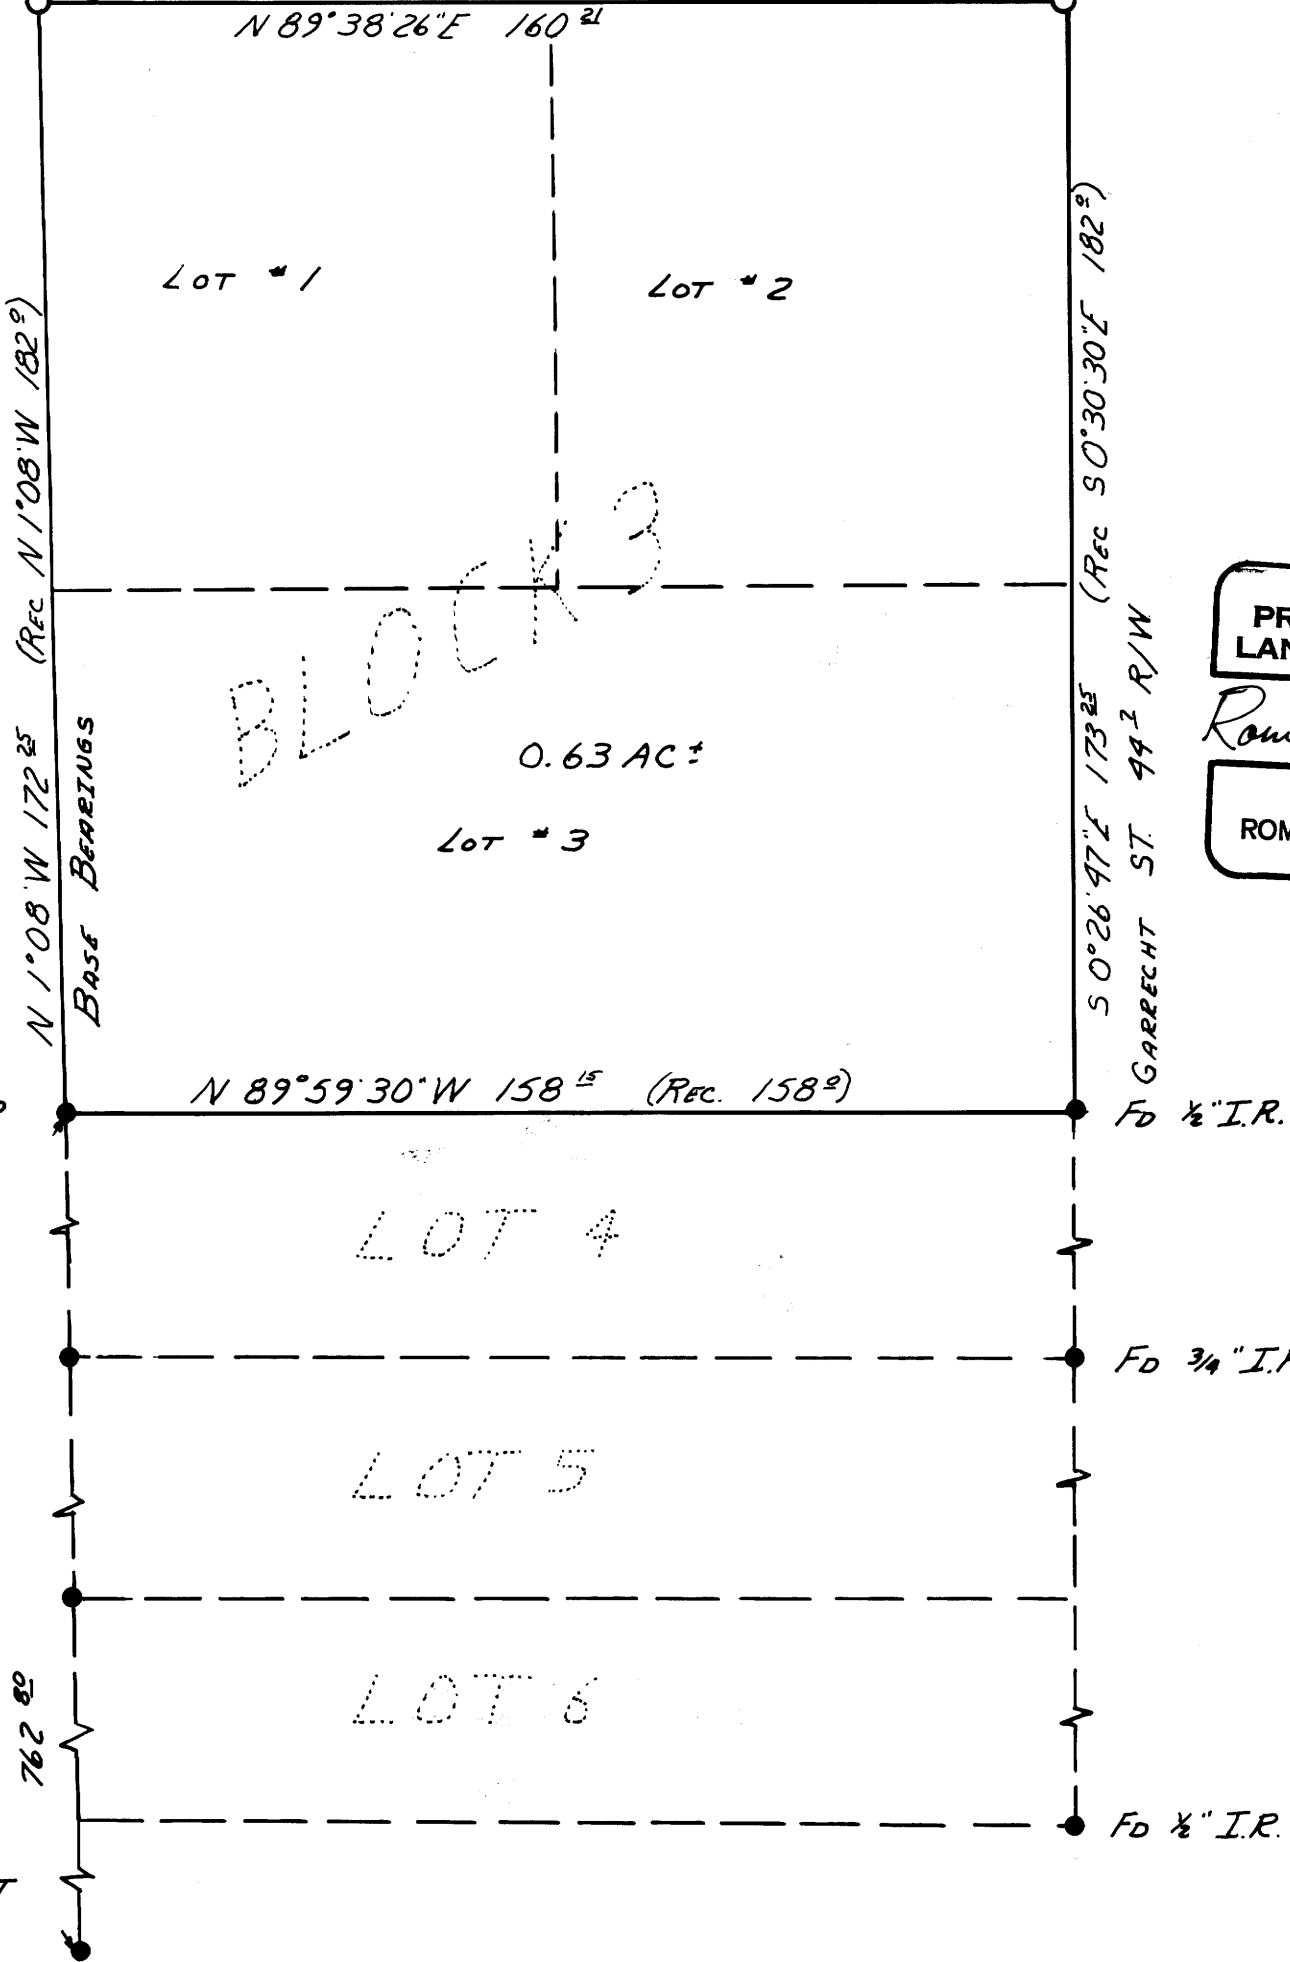 N 89°38'26"E 160 21
LOT # 1
LOT # 2
N 1°08'W 172 25 (REC N 1°08'W 182 0)
BASE BEARINGS
S 0°26'47"E 173 25 (REC S 0°30'30"E 182 0)
GARRECHT ST. 44 2 R/W
BLOCK 3
0.63 AC ±
LOT # 3
PR
LAN
ROM
N 89°59'30"W 158 15 (REC. 158 0)
FD ½" I.R.
LOT 4
FD 3/4" I.R
LOT 5
LOT 6
762 80
FD ½" I.R.